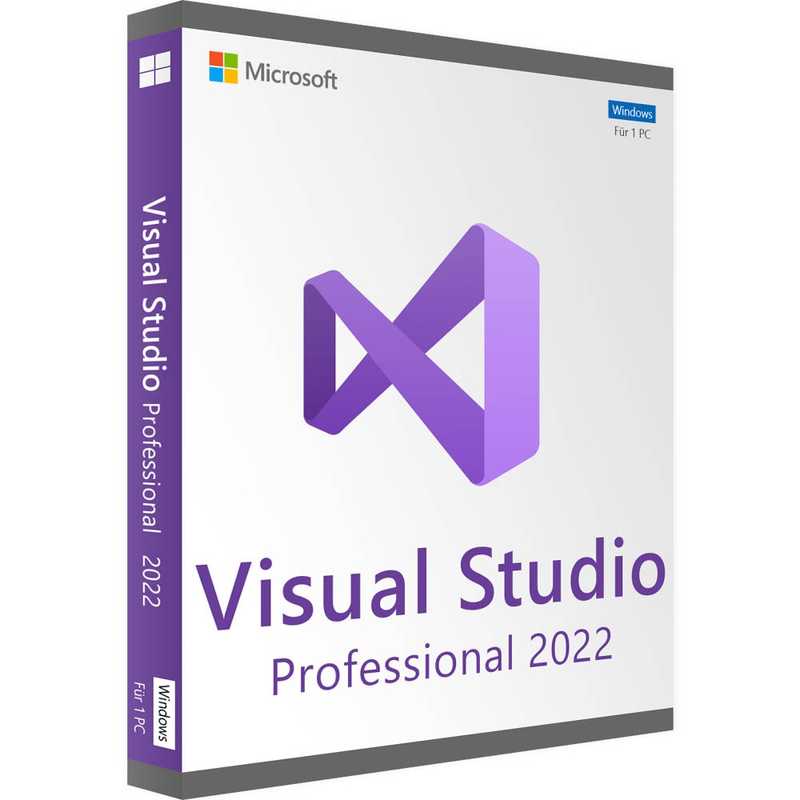 Microsoft
Windows
Für 1 PC
Visual Studio
Professional 2022
Visual Studio Professional 2022
Windows
Für 1 PC